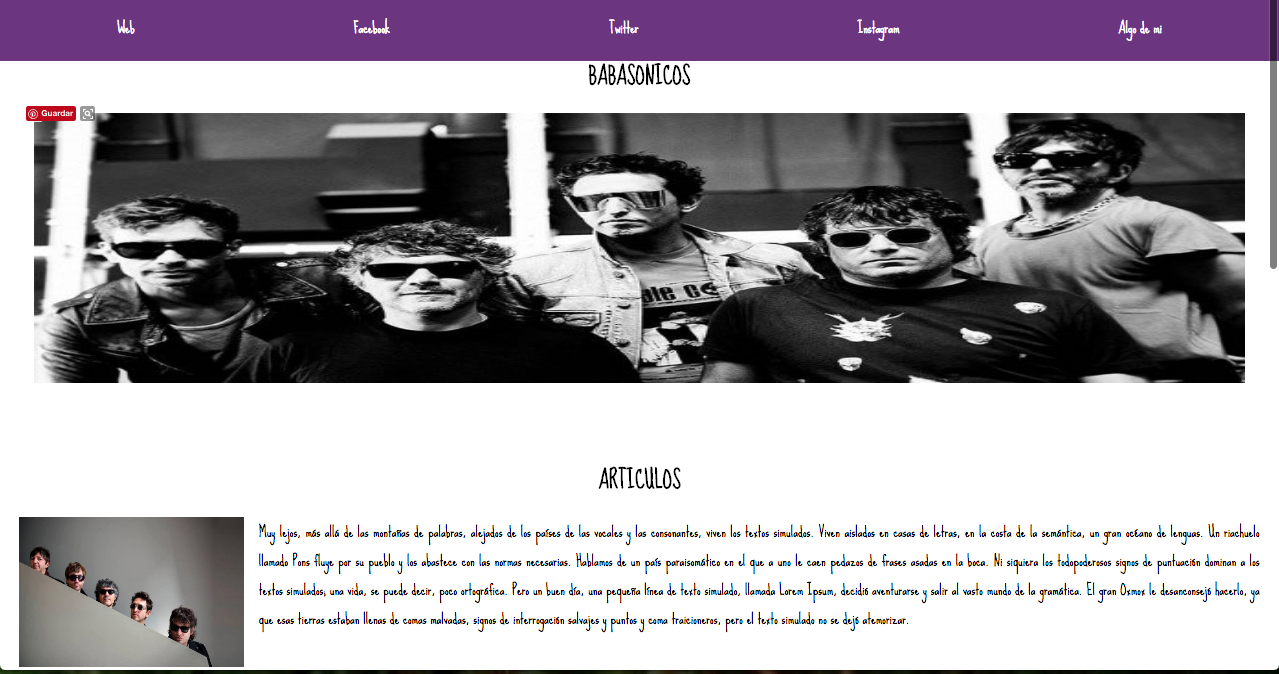 Web Facebook Twitter Instagram Algo de mi
BABASONICOS
Guardar
ARTICULOS
Muy lejos, más allá de las montañas de palabras, alejados de los países de las vocales y las consonantes, viven los textos simulados. Viven aislados en casas de letras, en la costa de la semántica, un gran océano de lenguas. Un riachuelo
llamado Pons fluye por su pueblo y los abastece con las normas necesarias. Hablamos de un país paraisomático en el que a uno le caen pedazos de frases asadas en la boca. Ni siquiera los todopoderosos signos de puntuación dominan a los
textos simulados; una vida, se puede decir, poco ortográfica. Pero un buen día, una pequeña línea de texto simulado, llamada Lorem Ipsum, decidió aventurarse y salir al vasto mundo de la gramática. El gran Oxmox le desanconsejó hacerlo, ya
que esas tierras estaban llenas de comas malvadas, signos de interrogación salvajes y puntos y coma traicioneros, pero el texto simulado no se dejó atemorizar.